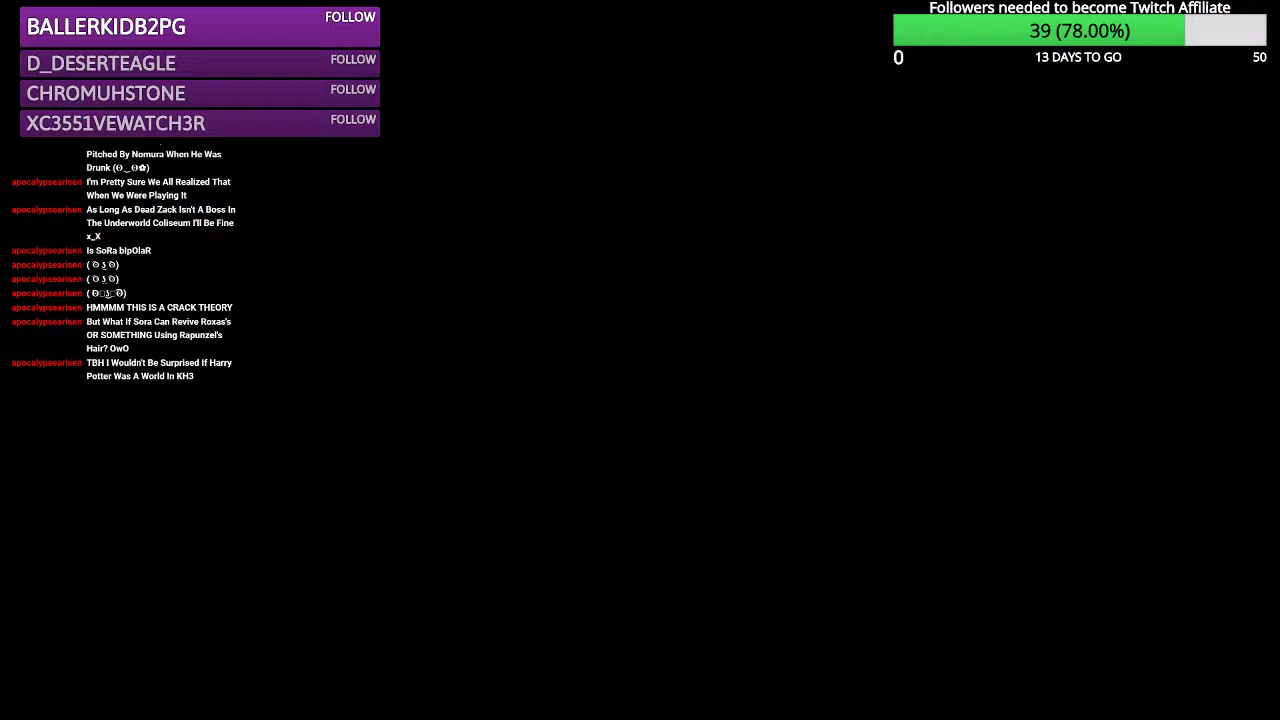 BALLERKIDB2PG FOLLOW
D_DESERTEAGLE FOLLOW
CHROMUHSTONE FOLLOW
XC3551VEWATCH3R FOLLOW
Followers needed to become Twitch Affiliate
39 (78.00%)
0 13 DAYS TO GO 50
Pitched By Nomura When He Was
Drunk (ʘ‿ʘ✿)
apocalypsearisen I'm Pretty Sure We All Realized That
When We Were Playing It
apocalypsearisen As Long As Dead Zack Isn't A Boss In
The Underworld Coliseum I'll Be Fine
x_X
apocalypsearisen Is SoRa bIpOlaR
apocalypsearisen ( ͡ʘ ͜ʖ ͡ʘ)
apocalypsearisen ( ͡ʘ ͜ʖ ͡ʘ)
apocalypsearisen
apocalypsearisen HMMMM THIS IS A CRACK THEORY
apocalypsearisen But What If Sora Can Revive Roxas's
OR SOMETHING Using Rapunzel's
Hair? OwO
apocalypsearisen TBH I Wouldn't Be Surprised If Harry
Potter Was A World In KH3